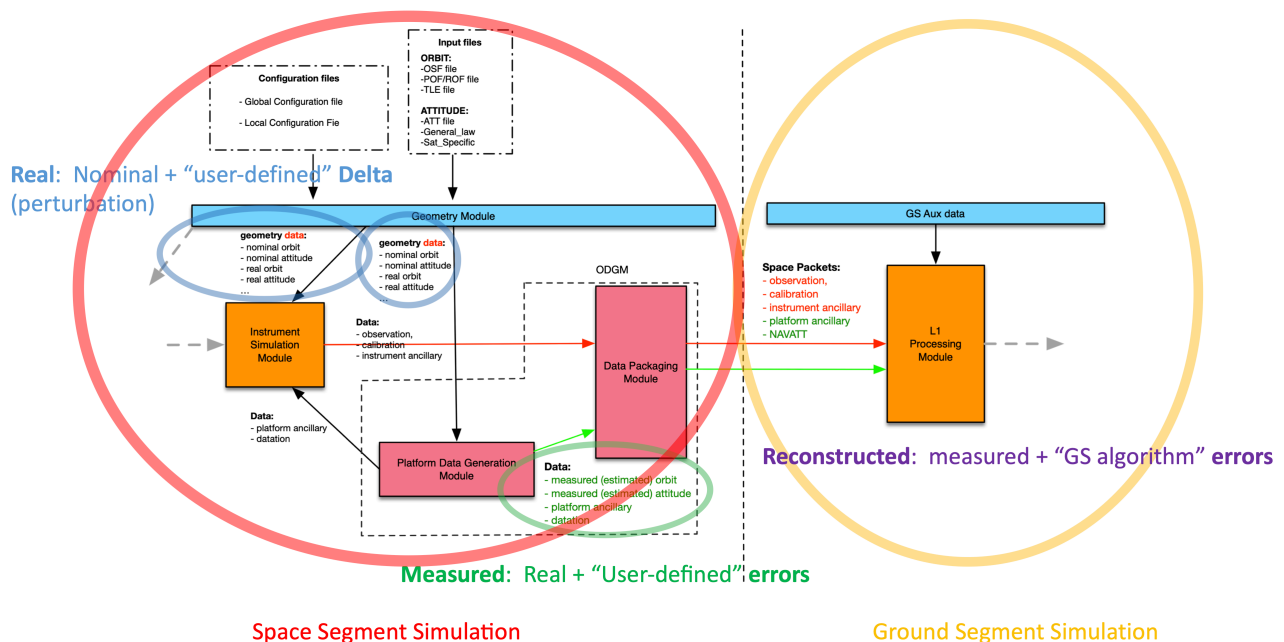 Input files
ORBIT:
-OSF file
-POF/ROF file
-TLE file
ATTITUDE:
-ATT file
-General_law
-Sat_Specific
Configuration files
- Global Configuration file
- Local Configuration Fie
Real: Nominal + “user-defined” Delta
(perturbation)
Geometry Module
GS Aux data
geometry data:
- nominal orbit
- nominal attitude
- real orbit
- real attitude
...
geometry data:
- nominal orbit
- nominal attitude
- real orbit
- real attitude
...
ODGM
Space Packets:
- observation,
- calibration
- instrument ancillary
- platform ancillary
- NAVATT
Instrument
Simulation
Module
Data:
- observation,
- calibration
- instrument ancillary
Data Packaging
Module
L1
Processing
Module
Data:
- platform ancillary
- datation
Platform Data Generation
Module
Data:
- measured (estimated) orbit
- measured (estimated) attitude
- platform ancillary
- datation
Reconstructed: measured + “GS algorithm” errors
Measured: Real + “User-defined” errors
Space Segment Simulation
Ground Segment Simulation